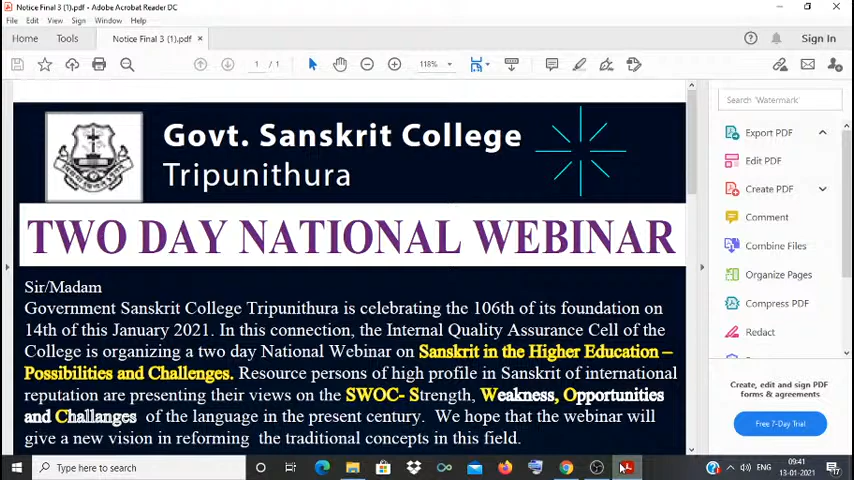 Notice Final 3 (1).pdf - Adobe Acrobat Reader DC
File Edit View Sign Window Help
Home Tools Notice Final 3 (1).pdf × Sign In
1 / 1 118%
Search 'Watermark'
Export PDF
Edit PDF
Create PDF
Comment
Combine Files
Organize Pages
Compress PDF
Redact
Create, edit and sign PDF
forms & agreements
Free 7-Day Trial
Govt. Sanskrit College
Tripunithura
TWO DAY NATIONAL WEBINAR
Sir/Madam
Government Sanskrit College Tripunithura is celebrating the 106th of its foundation on
14th of this January 2021. In this connection, the Internal Quality Assurance Cell of the
College is organizing a two day National Webinar on Sanskrit in the Higher Education –
Possibilities and Challenges. Resource persons of high profile in Sanskrit of international
reputation are presenting their views on the SWOC- Strength, Weakness, Opportunities
and Challanges of the language in the present century. We hope that the webinar will
give a new vision in reforming the traditional concepts in this field.
Type here to search
ENG
09:41
13-01-2021